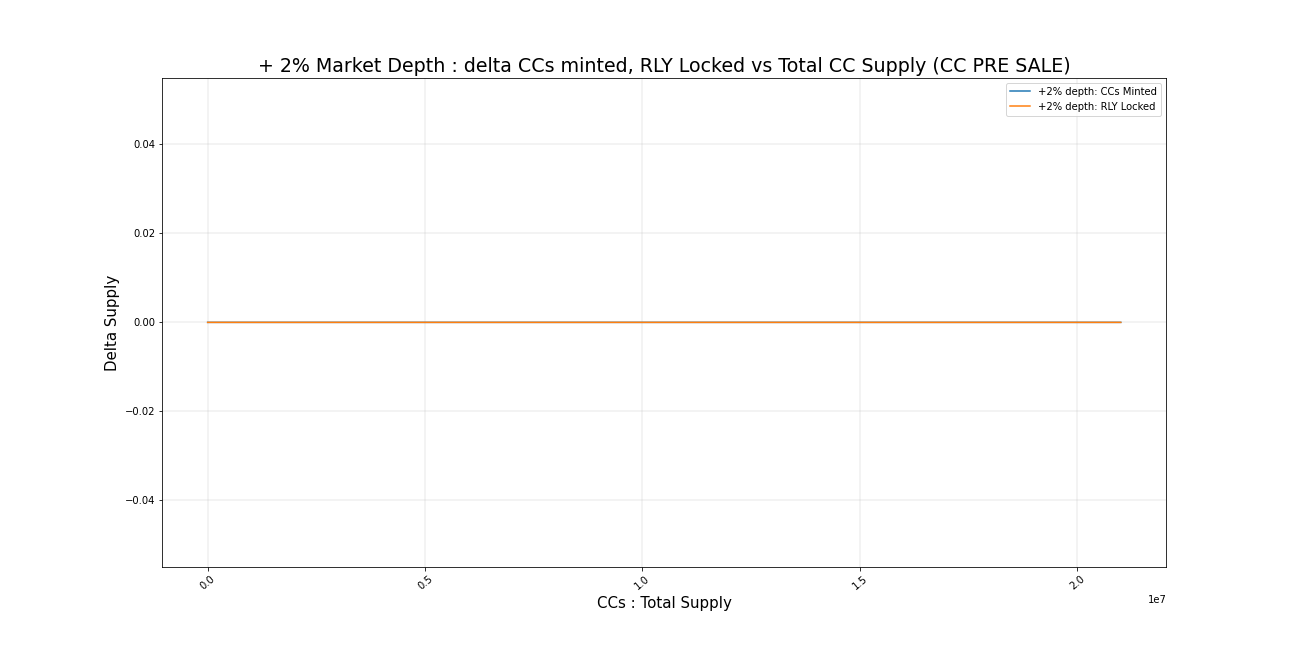 + 2% Market Depth : delta CCs minted, RLY Locked vs Total CC Supply (CC PRE SALE)
+2% depth: CCs Minted
+2% depth: RLY Locked
0.04
0.02
0.00
−0.02
−0.04
Delta Supply
0.0
0.5
1.0
1.5
2.0
1e7
CCs : Total Supply